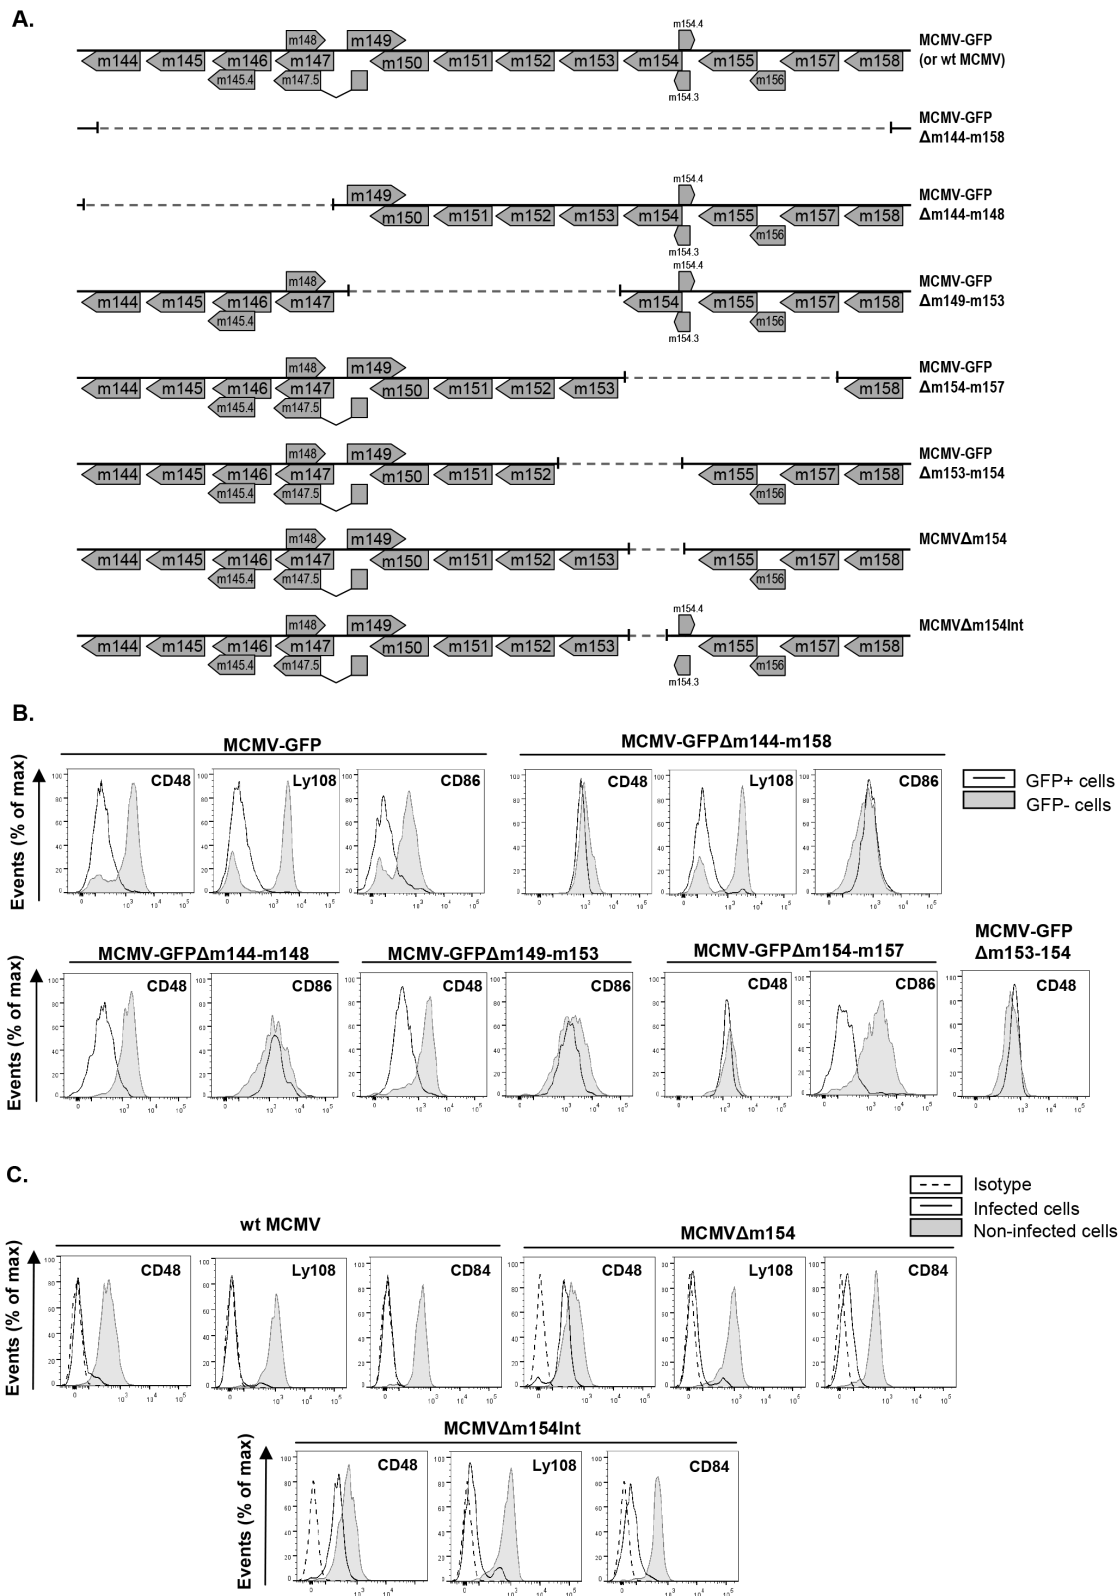 A.
m154.4
m148 m149
MCMV-GFP
(or wt MCMV)
m144 m145 m146 m147 m150 m151 m152 m153 m154 m155 m157 m158
m145.4 m147.5 m156
m154.3
MCMV-GFP
Δm144-m158
m154.4
m149
MCMV-GFP
Δm144-m148
m150 m151 m152 m153 m154 m155 m157 m158
m156
m154.3
m154.4
m148
MCMV-GFP
Δm149-m153
m144 m145 m146 m147 m154 m155 m157 m158
m145.4 m156
m154.3
m148 m149
MCMV-GFP
Δm154-m157
m144 m145 m146 m147 m150 m151 m152 m153 m158
m145.4 m147.5
m148 m149
MCMV-GFP
Δm153-m154
m144 m145 m146 m147 m150 m151 m152 m155 m157 m158
m145.4 m147.5 m156
m148 m149
MCMVΔm154
m144 m145 m146 m147 m150 m151 m152 m153 m155 m157 m158
m145.4 m147.5 m156
m154.4
m148 m149
MCMVΔm154Int
m144 m145 m146 m147 m150 m151 m152 m153 m155 m157 m158
m145.4 m147.5 m156
m154.3
B.
MCMV-GFP MCMV-GFPΔm144-m158
Events (% of max)
CD48 Ly108 CD86 CD48 Ly108 CD86
GFP+ cells
GFP- cells
MCMV-GFPΔm144-m148 MCMV-GFPΔm149-m153 MCMV-GFPΔm154-m157
MCMV-GFP
Δm153-154
Events (% of max)
CD48 CD86 CD48 CD86 CD48 CD86 CD48
C.
Isotype
Infected cells
Non-infected cells
wt MCMV MCMVΔm154
Events (% of max)
CD48 Ly108 CD84 CD48 Ly108 CD84
MCMVΔm154Int
Events (% of max)
CD48 Ly108 CD84